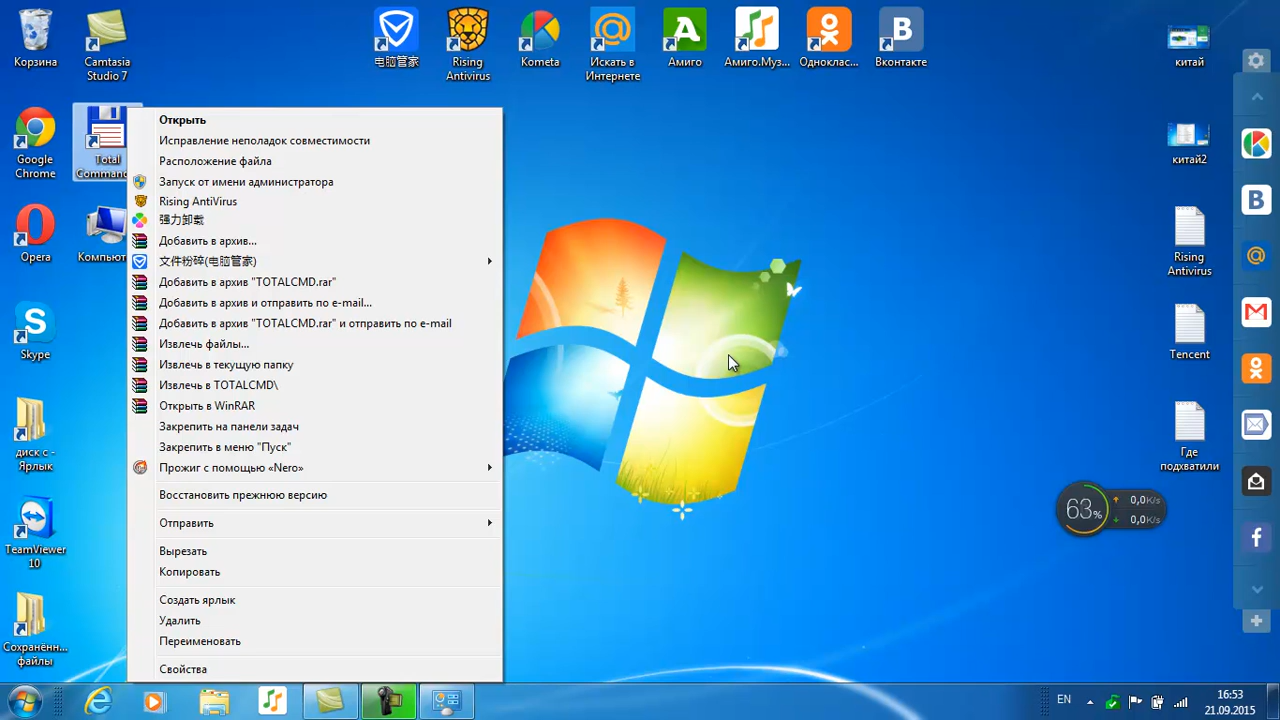 Корзина
Camtasia
Studio 7
电脑管家
Rising
Antivirus
Kometa
Искать в
Интернете
Амиго
Амиго.Муз...
Одноклас...
Вконтакте
китай
Google
Chrome
Total
Comman...
Opera
Компьют
Skype
диск с -
Ярлык
TeamViewer
10
Сохранённ...
файлы
Открыть
Исправление неполадок совместимости
Расположение файла
Запуск от имени администратора
Rising AntiVirus
强力卸载
Добавить в архив...
文件粉碎(电脑管家)
Добавить в архив "TOTALCMD.rar"
Добавить в архив и отправить по e-mail...
Добавить в архив "TOTALCMD.rar" и отправить по e-mail
Извлечь файлы...
Извлечь в текущую папку
Извлечь в TOTALCMD\
Открыть в WinRAR
Закрепить на панели задач
Закрепить в меню "Пуск"
Прожиг с помощью «Nero»
Восстановить прежнюю версию
Отправить
Вырезать
Копировать
Создать ярлык
Удалить
Переименовать
Свойства
китай2
Rising
Antivirus
Tencent
Где
подхватили
63%
0,0K/s
0,0K/s
EN
16:53
21.09.2015